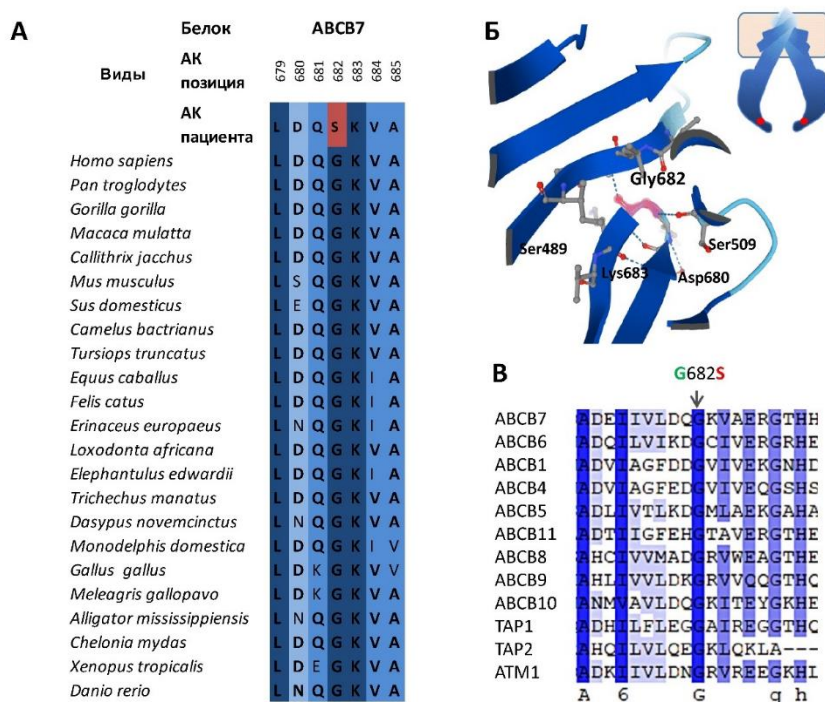 А
Белок ABCB7
Виды
АК позиция 679 680 681 682 683 684 685
АК пациента L D Q S K V A
Homo sapiens L D Q G K V A
Pan troglodytes L D Q G K V A
Gorilla gorilla L D Q G K V A
Macaca mulatta L D Q G K V A
Callithrix jacchus L D Q G K V A
Mus musculus L S Q G K V A
Sus domesticus L E Q G K V A
Camelus bactrianus L D Q G K V A
Tursiops truncatus L D Q G K V A
Equus caballus L D Q G K I A
Felis catus L D Q G K I A
Erinaceus europaeus L N Q G K I A
Loxodonta africana L D Q G K V A
Elephantulus edwardii L D Q G K I A
Trichechus manatus L D Q G K V A
Dasypus novemcinctus L N Q G K V A
Monodelphis domestica L D Q G K I V
Gallus gallus L D K G K V V
Meleagris gallopavo L D K G K V A
Alligator mississippiensis L N Q G K V A
Chelonia mydas L D Q G K V A
Xenopus tropicalis L D E G K V A
Danio rerio L N Q G K V A
Б
Gly682
Ser489
Ser509
Lys683
Asp680
В
G682S
ABCB7 ADEIIVLDQGKVAERGTHH
ABCB6 ADQILVIKDGCIVERGRHE
ABCB1 ADVIAGFDDGVIVEKGNHD
ABCB4 ADVIAGFEDGVIVEQGSHS
ABCB5 ADLIVTLKDGMLAEKGAHA
ABCB11 ADTIIGFEHGTAVERGTHE
ABCB8 AHCIVVMADGRVWEAGTHE
ABCB9 AHLIVVLDKGRVVQQGTHQ
ABCB10 ANMVAVLDQGKITEYGKHE
TAP1 ADHILFLEGGAIREGGTHQ
TAP2 AHQILVLQEGKLQKLA---
ATM1 ADKIIVLDNGRVREEGKHL
A 6 G g h